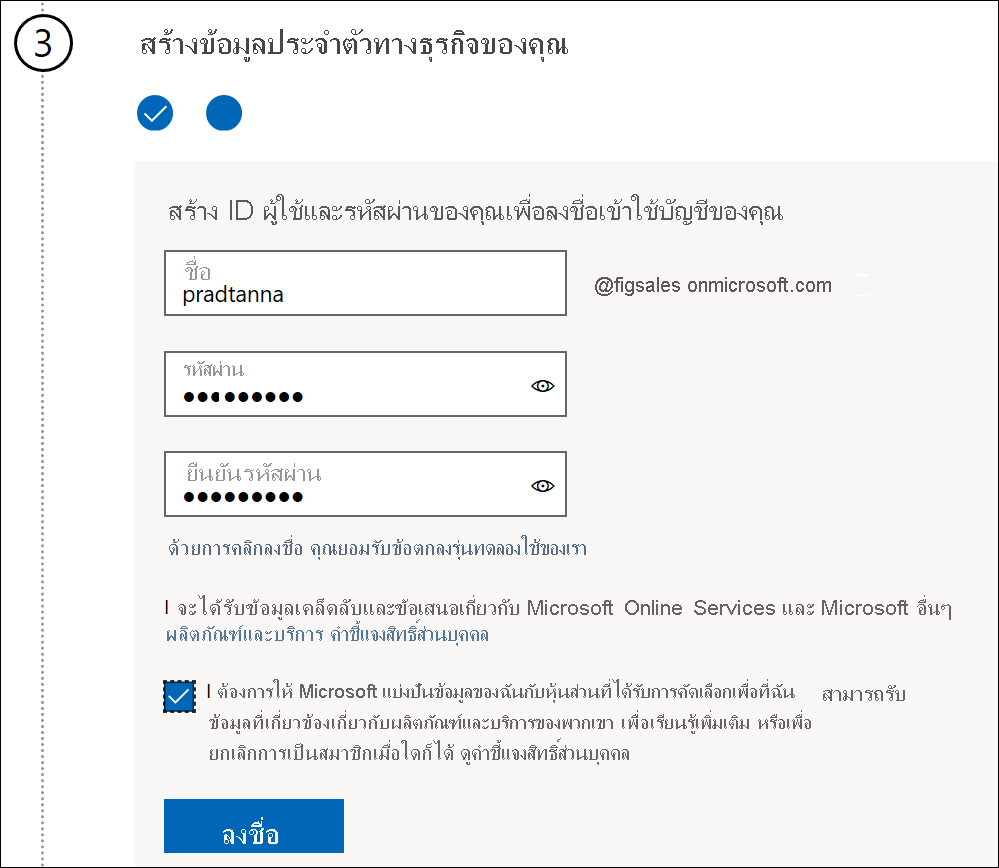 3
สร้างข้อมูลประจำตัวทางธุรกิจของคุณ
สร้าง ID ผู้ใช้และรหัสผ่านของคุณเพื่อลงชื่อเข้าใช้บัญชีของคุณ
ชื่อ
pradtanna
@figsales onmicrosoft.com
รหัสผ่าน
ยืนยันรหัสผ่าน
ด้วยการคลิกลงชื่อ คุณยอมรับข้อตกลงรุ่นทดลองใช้ของเรา
I จะได้รับข้อมูลเคล็ดลับและข้อเสนอเกี่ยวกับ Microsoft Online Services และ Microsoft อื่นๆ
ผลิตภัณฑ์และบริการ คำชี้แจงสิทธิ์ส่วนบุคคล
I ต้องการให้ Microsoft แบ่งปันข้อมูลของฉันกับหุ้นส่วนที่ได้รับการคัดเลือกเพื่อที่ฉัน สามารถรับ
ข้อมูลที่เกี่ยวข้องเกี่ยวกับผลิตภัณฑ์และบริการของพวกเขา เพื่อเรียนรู้เพิ่มเติม หรือเพื่อ
ยกเลิกการเป็นสมาชิกเมื่อใดก็ได้ ดูคำชี้แจงสิทธิ์ส่วนบุคคล
ลงชื่อ